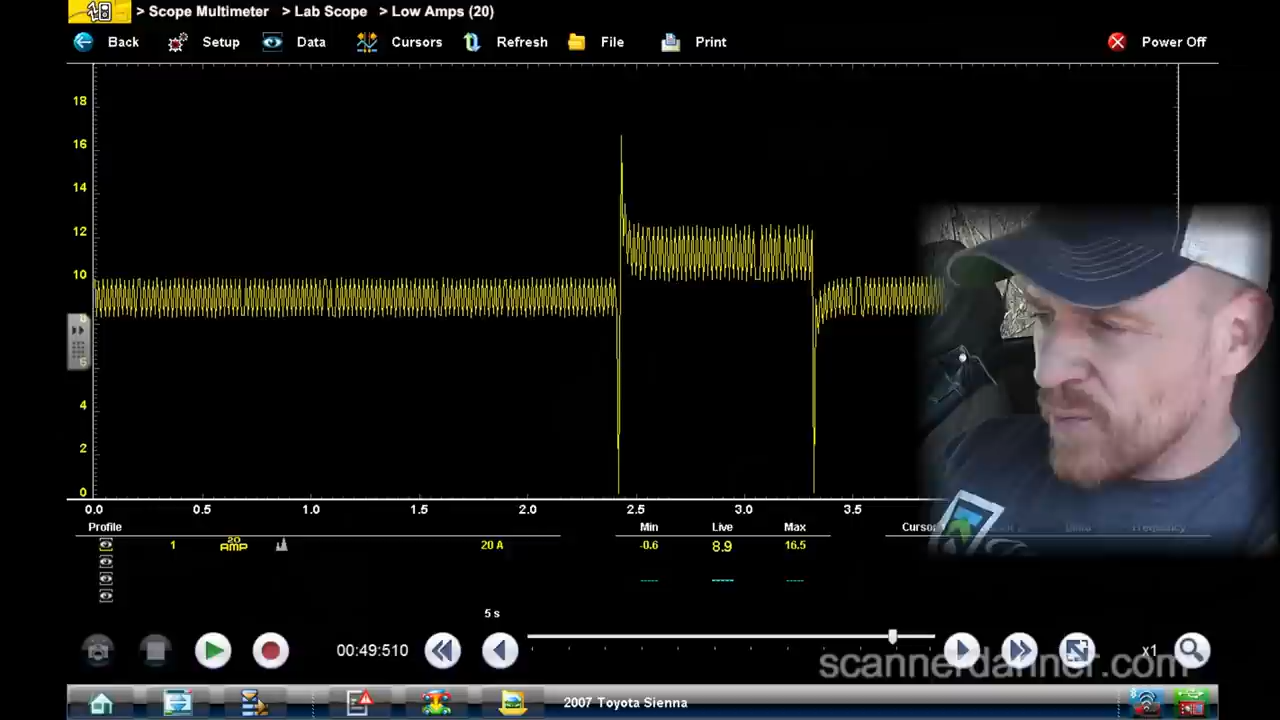 > Scope Multimeter > Lab Scope > Low Amps (20)
Back Setup Data Cursors Refresh File Print Power Off
18
16
14
12
10
8
6
4
2
0
0.0 0.5 1.0 1.5 2.0 2.5 3.0 3.5
Profile Min Live Max Cursor Frequency
1 20 AMP 20 A -0.6 8.9 16.5
----- ----- -----
5 s
00:49:510 x1
scannerdanner.com
2007 Toyota Sienna